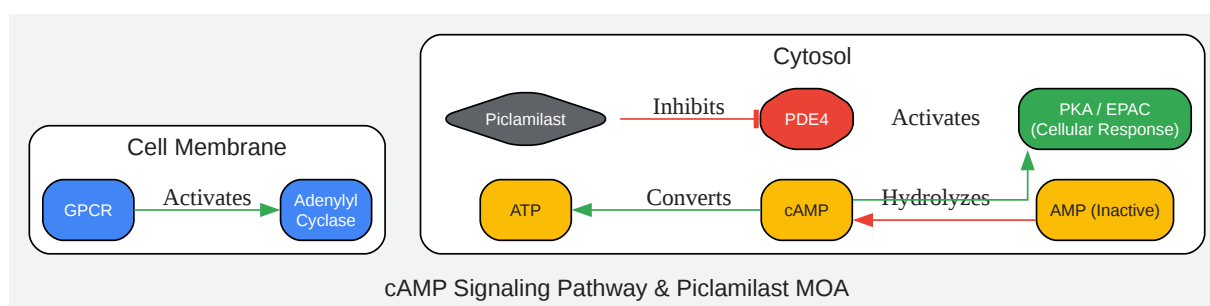 Cytosol
Piclamilast
Inhibits
PDE4
Activates
PKA / EPAC
(Cellular Response)
Cell Membrane
GPCR
Activates
Adenylyl
Cyclase
ATP
Converts
cAMP
Hydrolyzes
AMP (Inactive)
cAMP Signaling Pathway & Piclamilast MOA